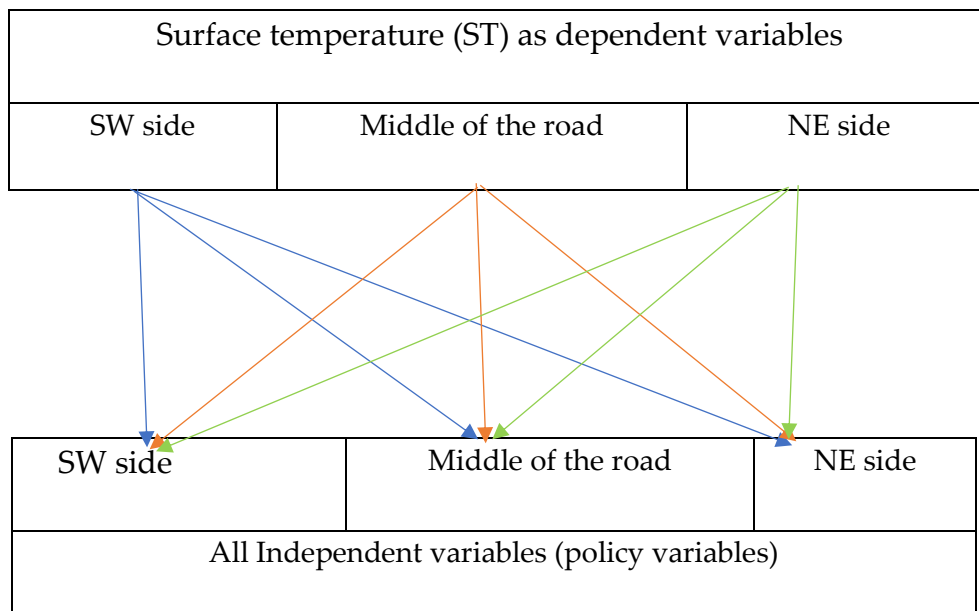 Surface temperature (ST) as dependent variables
SW side
Middle of the road
NE side
SW side
Middle of the road
NE side
All Independent variables (policy variables)